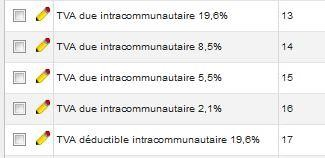 TVA due intracommunautaire 19,6% 13
TVA due intracommunautaire 8,5% 14
TVA due intracommunautaire 5,5% 15
TVA due intracommunautaire 2,1% 16
TVA déductible intracommunautaire 19,6% 17